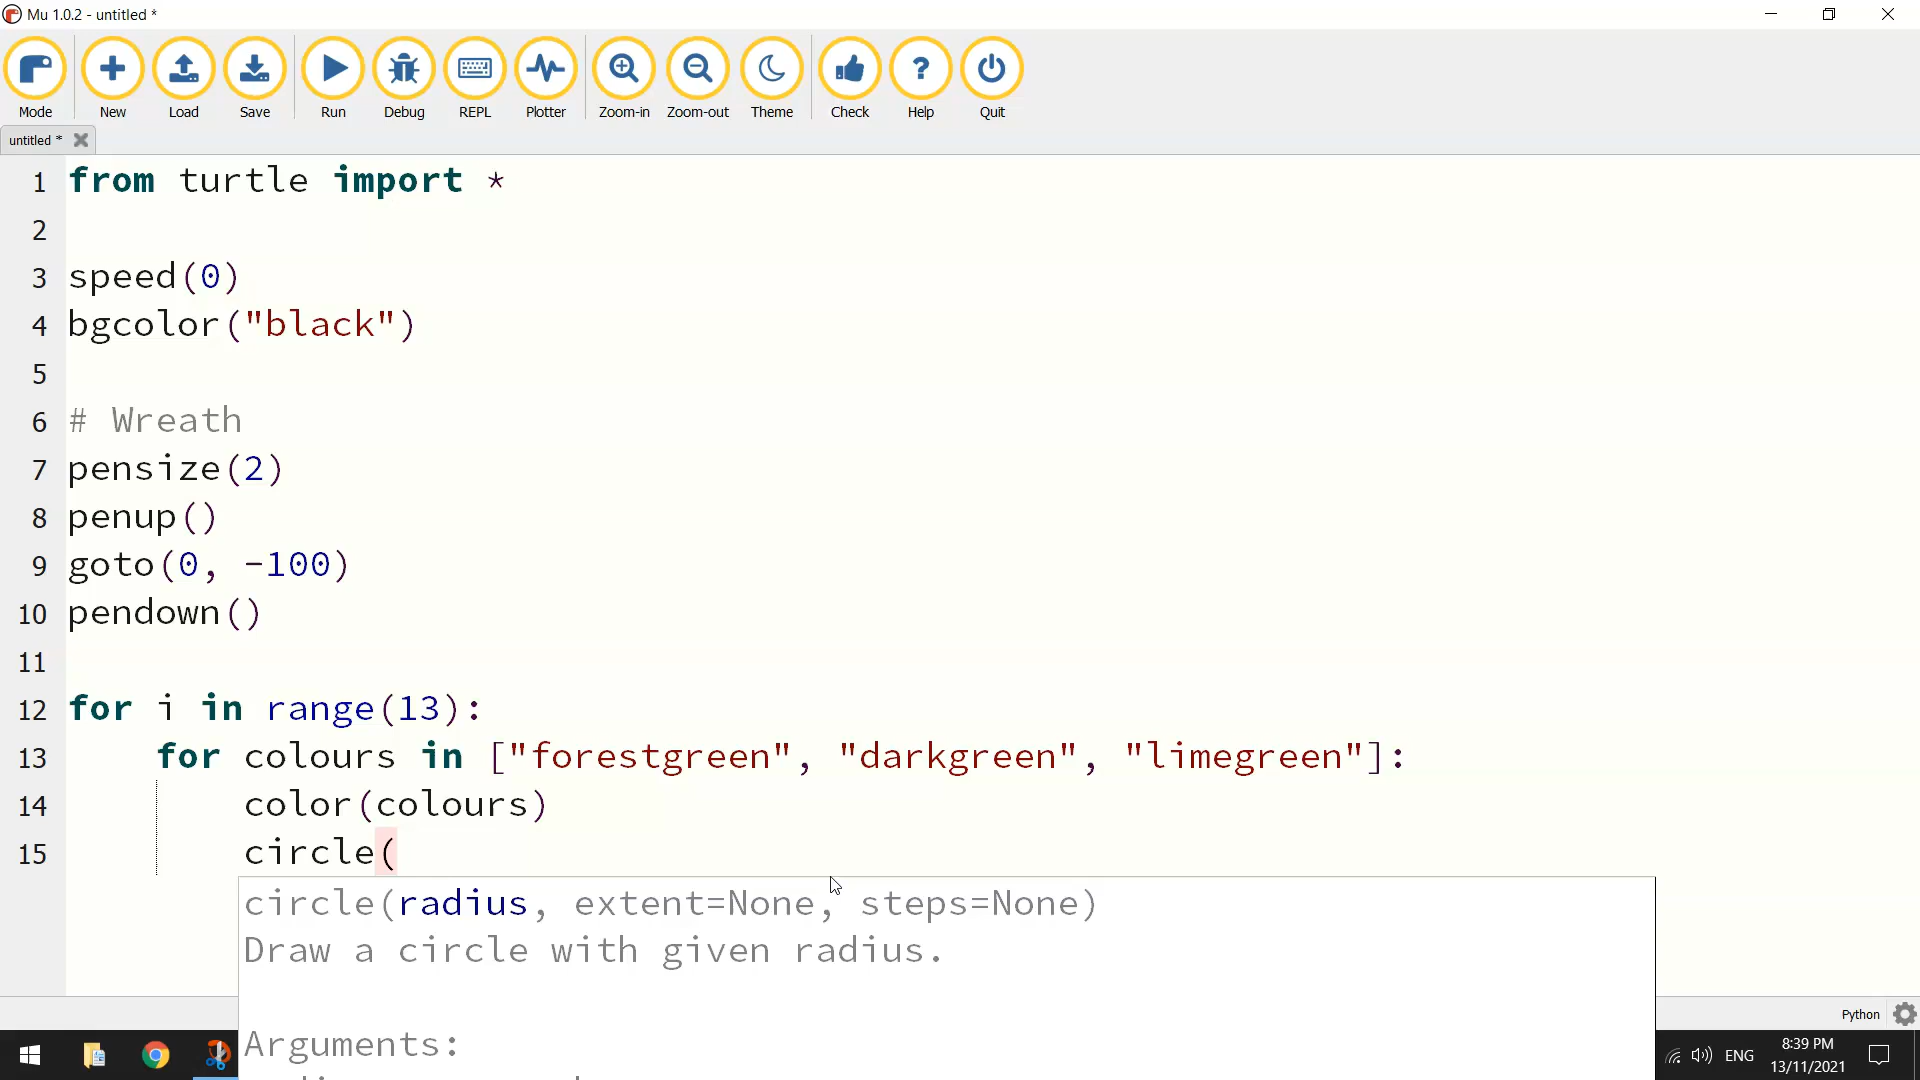 Mu 1.0.2 - untitled *
Mode New Load Save Run Debug REPL Plotter Zoom-in Zoom-out Theme Check Help Quit
untitled *
1 from turtle import *
2
3 speed(0)
4 bgcolor("black")
5
6 # Wreath
7 pensize(2)
8 penup()
9 goto(0, -100)
10 pendown()
11
12 for i in range(13):
13 for colours in ["forestgreen", "darkgreen", "limegreen"]:
14 color(colours)
15 circle(
circle(radius, extent=None, steps=None)
Draw a circle with given radius.
Arguments:
Python
ENG
8:39 PM
13/11/2021